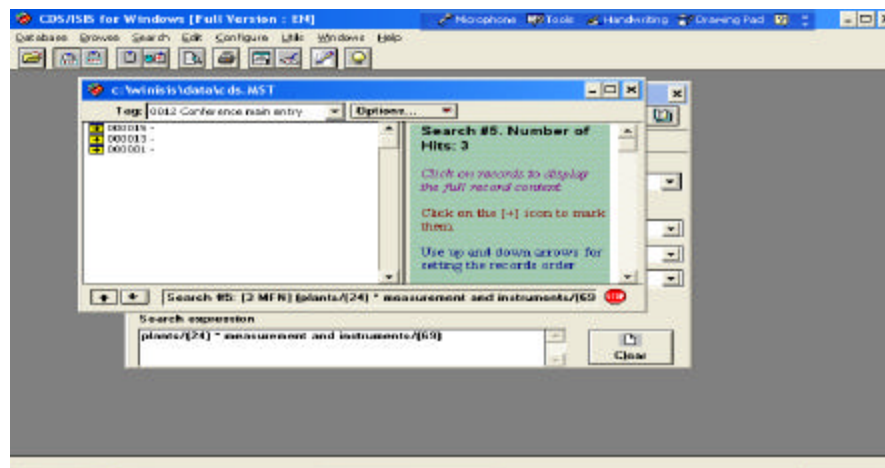 CDS/ISIS for Windows [Full Version : EN]
Microphone Tools Handwriting Drawing Pad
Database Browse Search Edit Configure Utils Windows Help
c:\winisis\data\cds.MST
Tag: 0012 Conference main entry Options...
000013 -
000001 -
Search #5. Number of
Hits: 3
Click on records to display
the full record content
Click on the [+] icon to mark
them
Use up and down arrows for
setting the records order
Search #5: [3 MFN] (plants/(24) * measurement and instruments/(69 STOP
Search expression
plants/(24) * measurement and instruments/(69)
Clear